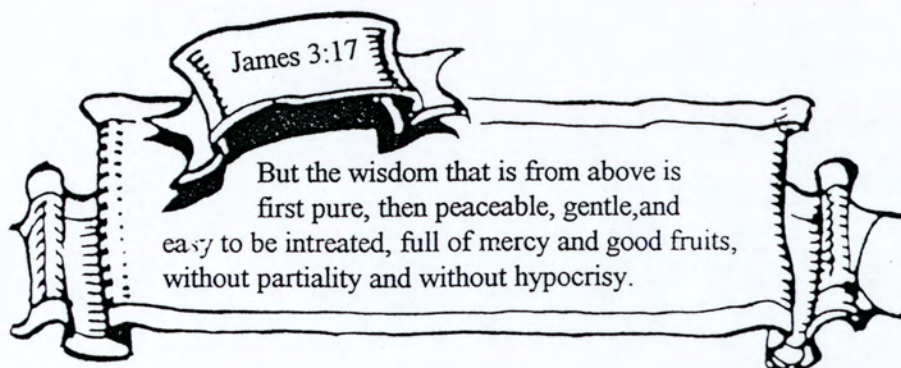 James 3:17
But the wisdom that is from above is
first pure, then peaceable, gentle,and
easy to be intreated, full of mercy and good fruits,
without partiality and without hypocrisy.